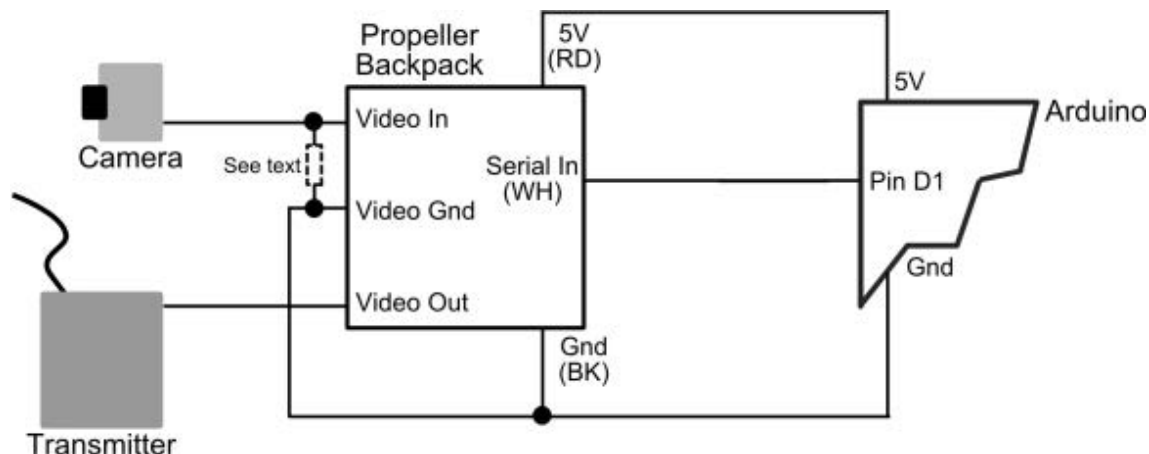 Propeller
Backpack
5V
(RD)
5V
Arduino
Camera
Video In
See text
Serial In
(WH)
Pin D1
Video Gnd
Gnd
Video Out
Gnd
(BK)
Transmitter